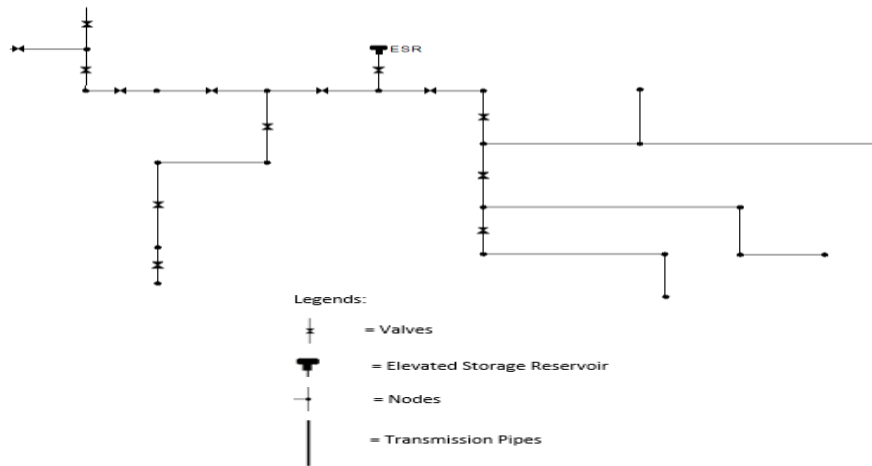 ESR
Legends:
= Valves
= Elevated Storage Reservoir
= Nodes
= Transmission Pipes